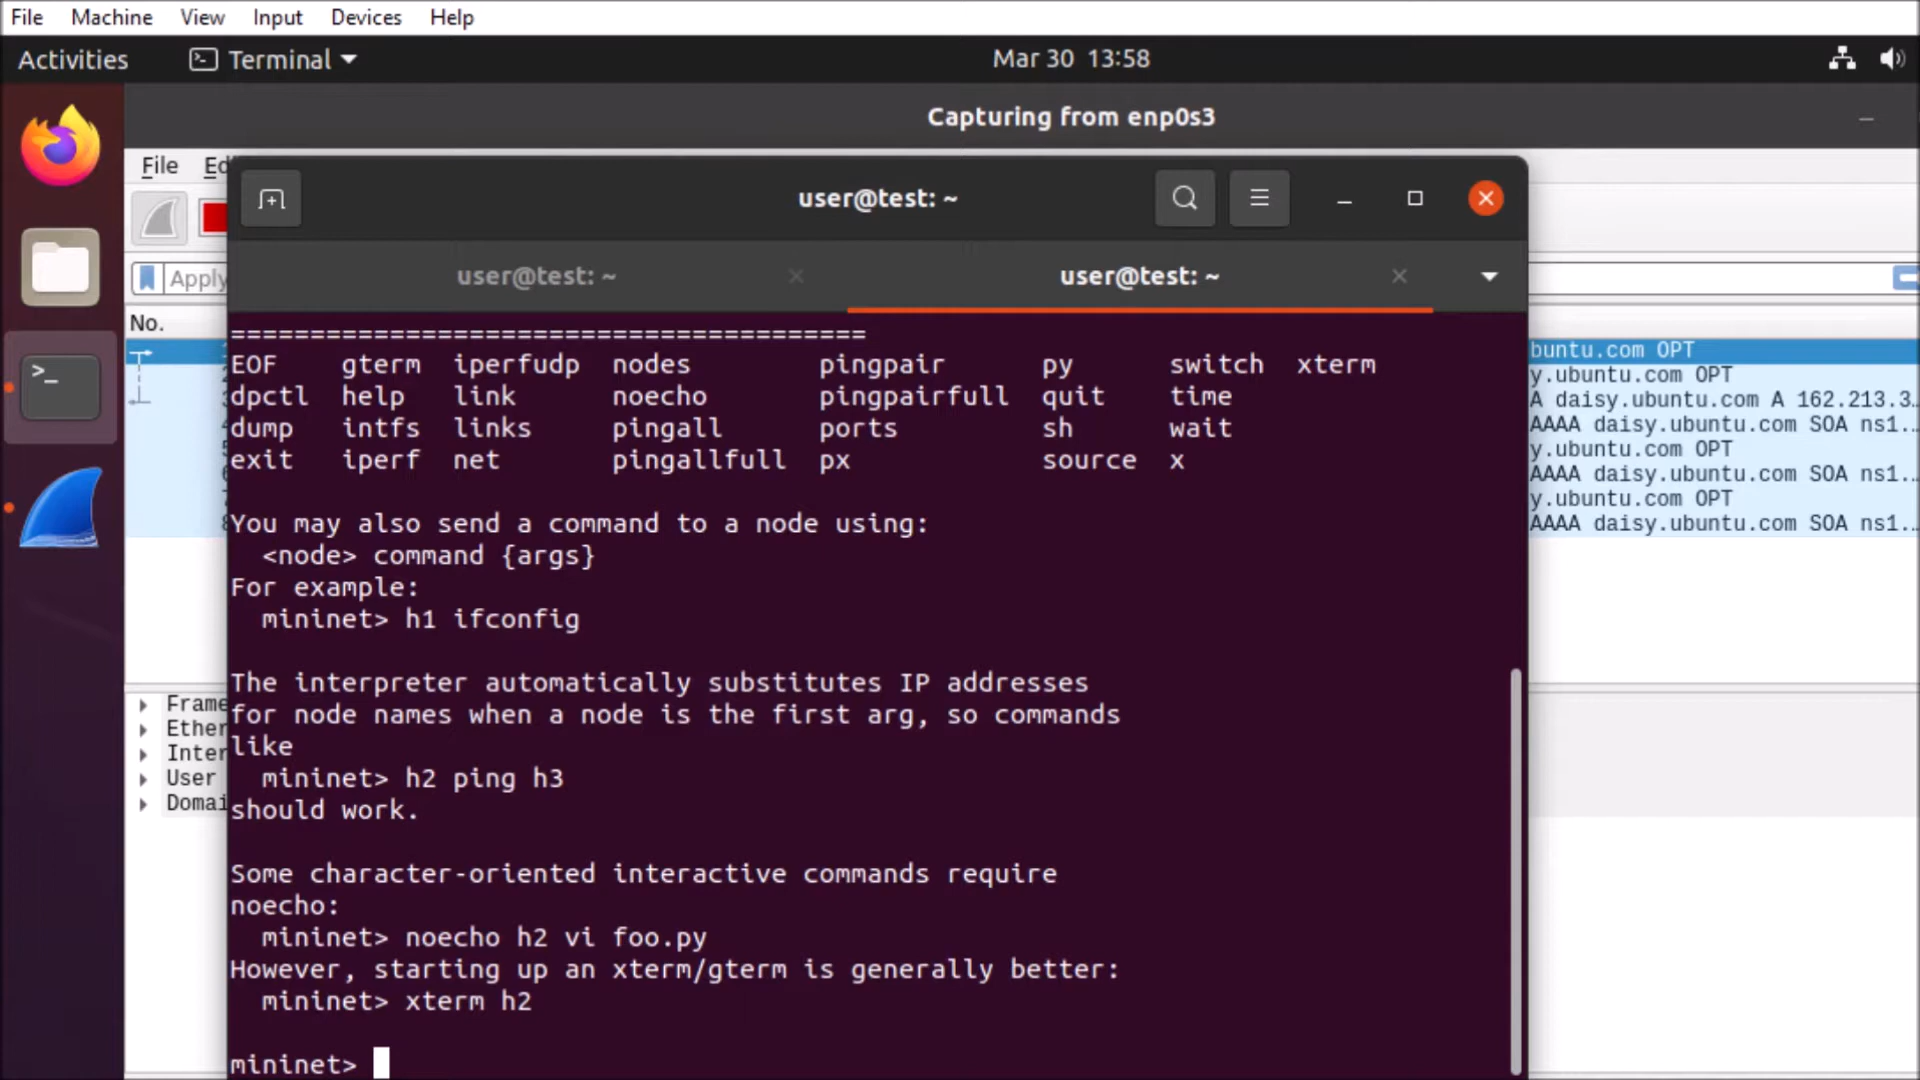 File Machine View Input Devices Help
Activities Terminal Mar 30 13:58
Capturing from enp0s3
File Ed
user@test: ~
Apply
user@test: ~ user@test: ~
No.
========================================
EOF gterm iperfudp nodes pingpair py switch xterm
dpctl help link noecho pingpairfull quit time
dump intfs links pingall ports sh wait
exit iperf net pingallfull px source x
buntu.com OPT
y.ubuntu.com OPT
A daisy.ubuntu.com A 162.213.3…
AAAA daisy.ubuntu.com SOA ns1.…
y.ubuntu.com OPT
AAAA daisy.ubuntu.com SOA ns1.…
y.ubuntu.com OPT
AAAA daisy.ubuntu.com SOA ns1.…
You may also send a command to a node using:
<node> command {args}
For example:
mininet> h1 ifconfig
The interpreter automatically substitutes IP addresses
for node names when a node is the first arg, so commands
like
mininet> h2 ping h3
should work.
Frame
Ether
Inter
User
Domai
Some character-oriented interactive commands require
noecho:
mininet> noecho h2 vi foo.py
However, starting up an xterm/gterm is generally better:
mininet> xterm h2
mininet>